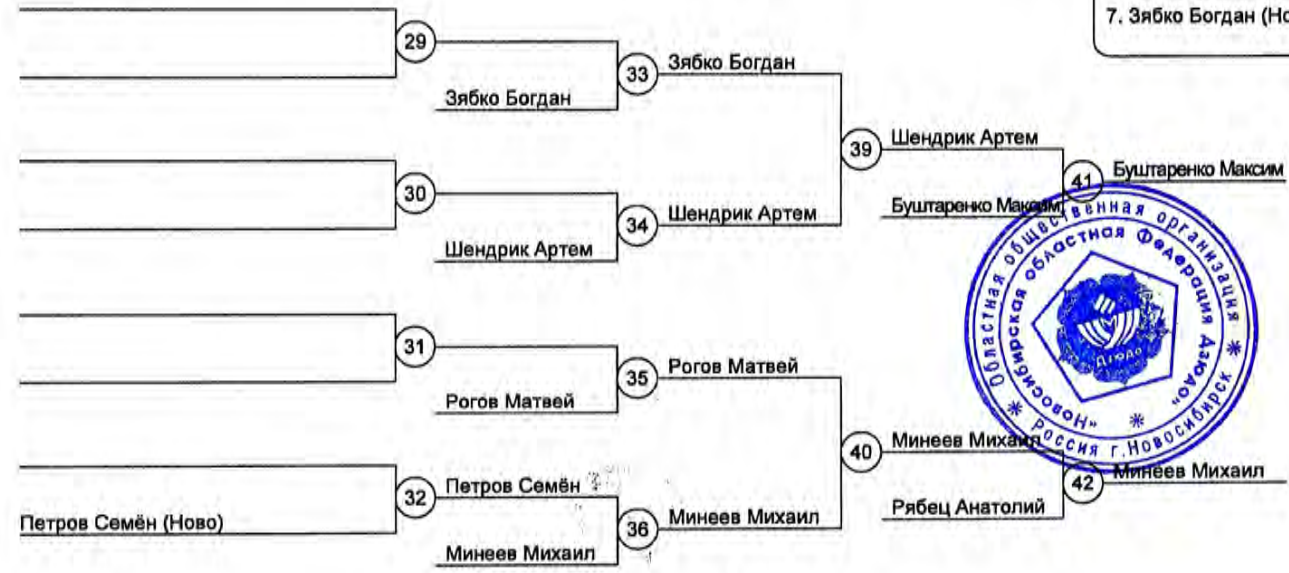 7. Зябко Богдан (Но
29
33
Зябко Богдан
Зябко Богдан
39
Шендрик Артем
41
Буштаренко Максим
30
34
Шендрик Артем
Буштаренко Максим
Шендрик Артем
Областная общественная организация
«Новосибирская областная Федерация Дзюдо»
Дзюдо
Россия г.Новосибирск
31
35
Рогов Матвей
Рогов Матвей
40
Минеев Михаил
42
Минеев Михаил
32
Петров Семён
Петров Семён (Ново)
36
Минеев Михаил
Рябец Анатолий
Минеев Михаил